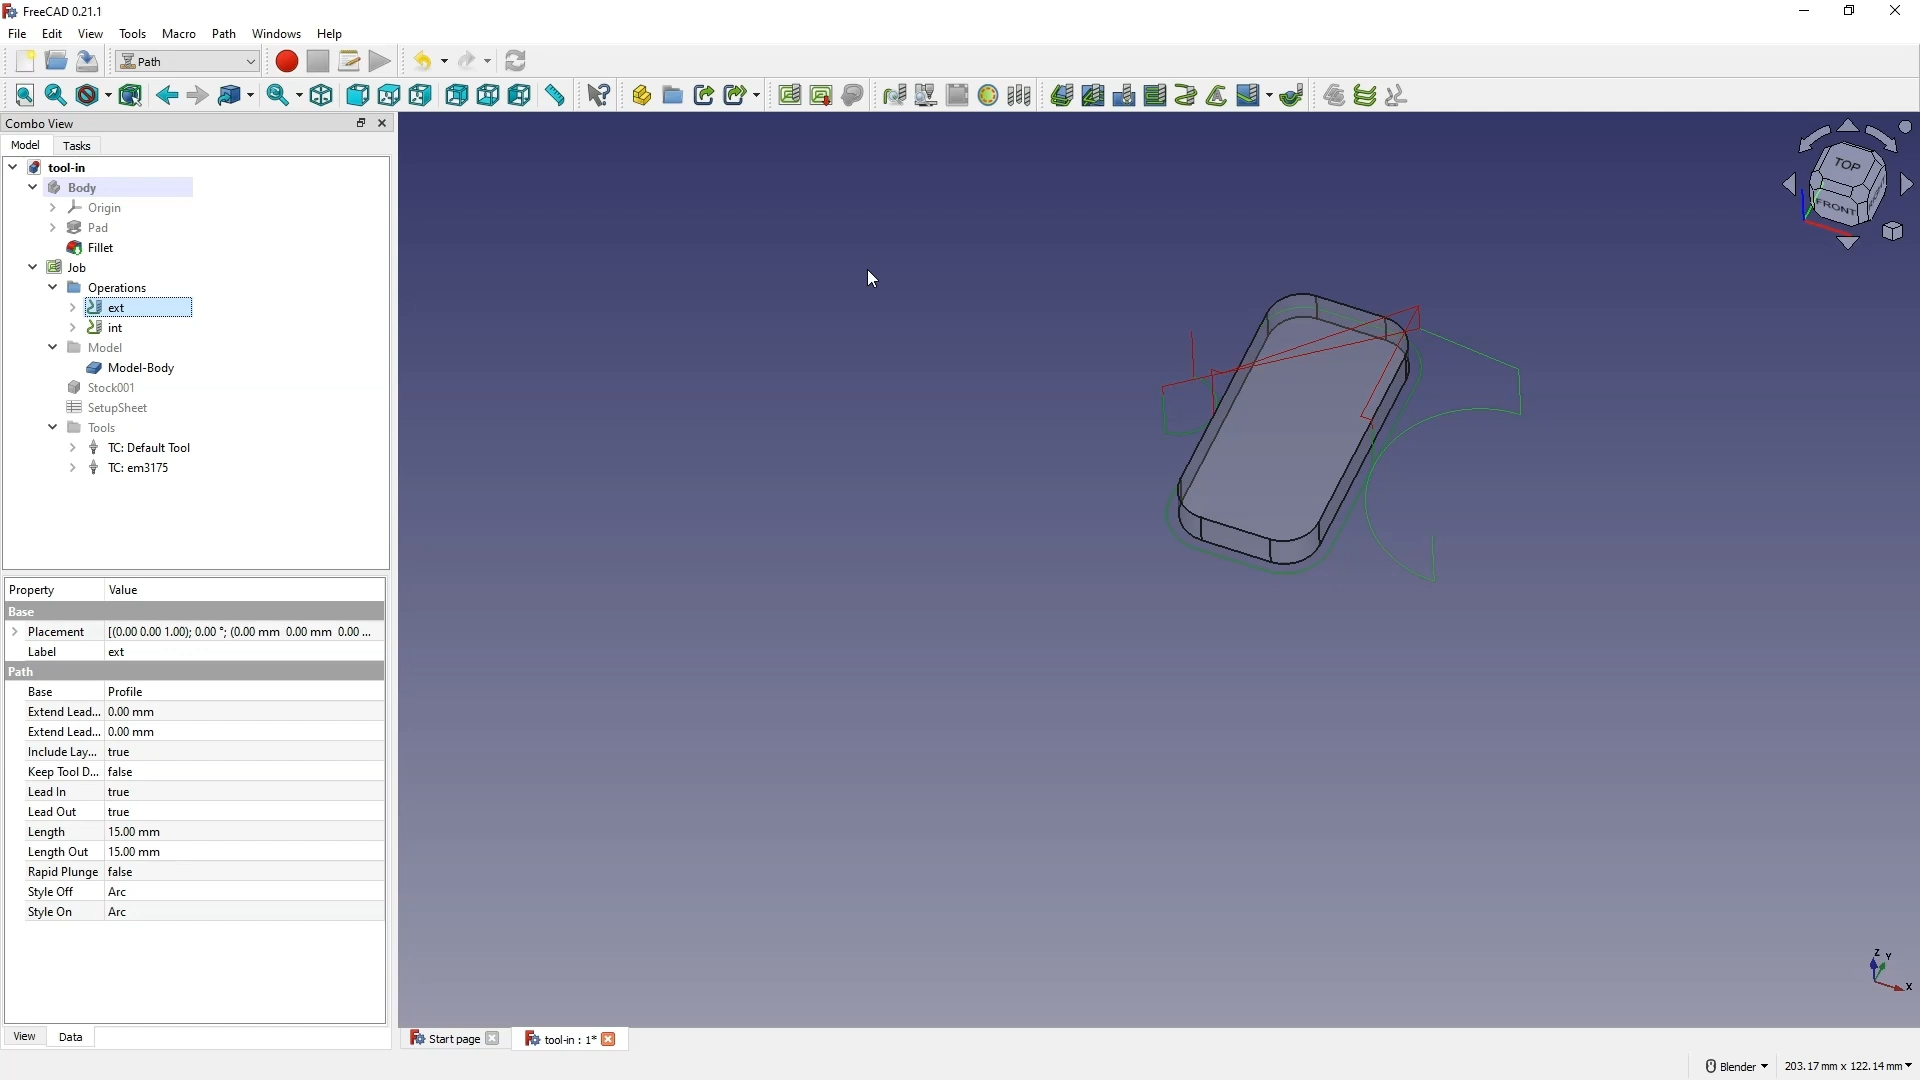 FreeCAD 0.21.1
File Edit View Tools Macro Path Windows Help
Path
Combo View
Model Tasks
tool-in
Body
Origin
Pad
Fillet
Job
Operations
ext
int
Model
Model-Body
Stock001
SetupSheet
Tools
TC: Default Tool
TC: em3175
Property Value
Base
Placement [(0.00 0.00 1.00); 0.00 °; (0.00 mm 0.00 mm 0.00 ...
Label ext
Path
Base Profile
Extend Lead... 0.00 mm
Extend Lead... 0.00 mm
Include Lay... true
Keep Tool D... false
Lead In true
Lead Out true
Length 15.00 mm
Length Out 15.00 mm
Rapid Plunge false
Style Off Arc
Style On Arc
View Data
TOP
FRONT
Z
Y
X
Start page tool-in : 1*
Blender 203.17 mm x 122.14 mm